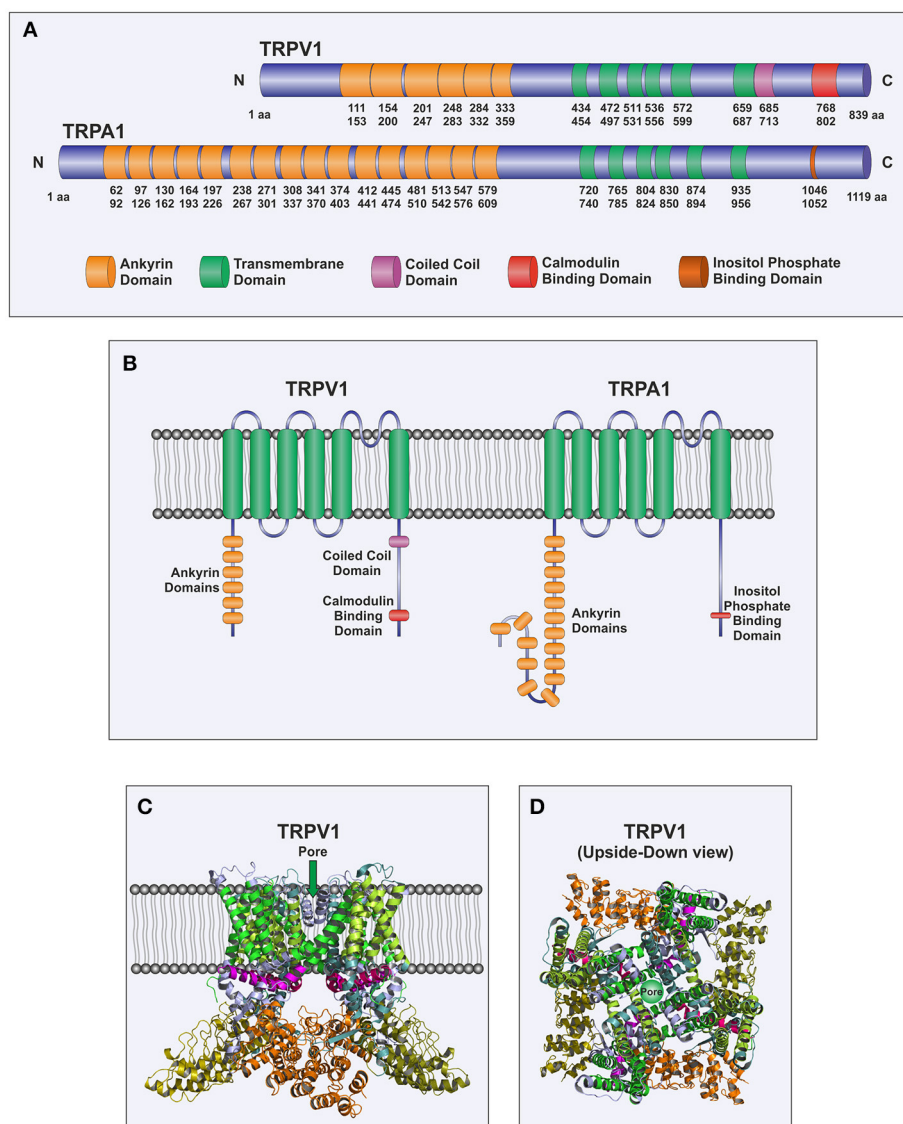 A
TRPV1
N
C
111 154 201 248 284 333 434 472 511 536 572 659 685 768
1 aa 153 200 247 283 332 359 454 497 531 556 599 687 713 802 839 aa
TRPA1
N
C
62 97 130 164 197 238 271 308 341 374 412 445 481 513 547 579 720 765 804 830 874 935 1046
1 aa 92 126 162 193 226 267 301 337 370 403 441 474 510 542 576 609 740 785 824 850 894 956 1052 1119 aa
Ankyrin
Domain
Transmembrane
Domain
Coiled Coil
Domain
Calmodulin
Binding Domain
Inositol Phosphate
Binding Domain
B
TRPV1
TRPA1
Ankyrin
Domains
Coiled Coil
Domain
Calmodulin
Binding
Domain
Ankyrin
Domains
Inositol
Phosphate
Binding
Domain
C
TRPV1
Pore
D
TRPV1
(Upside-Down view)
Pore